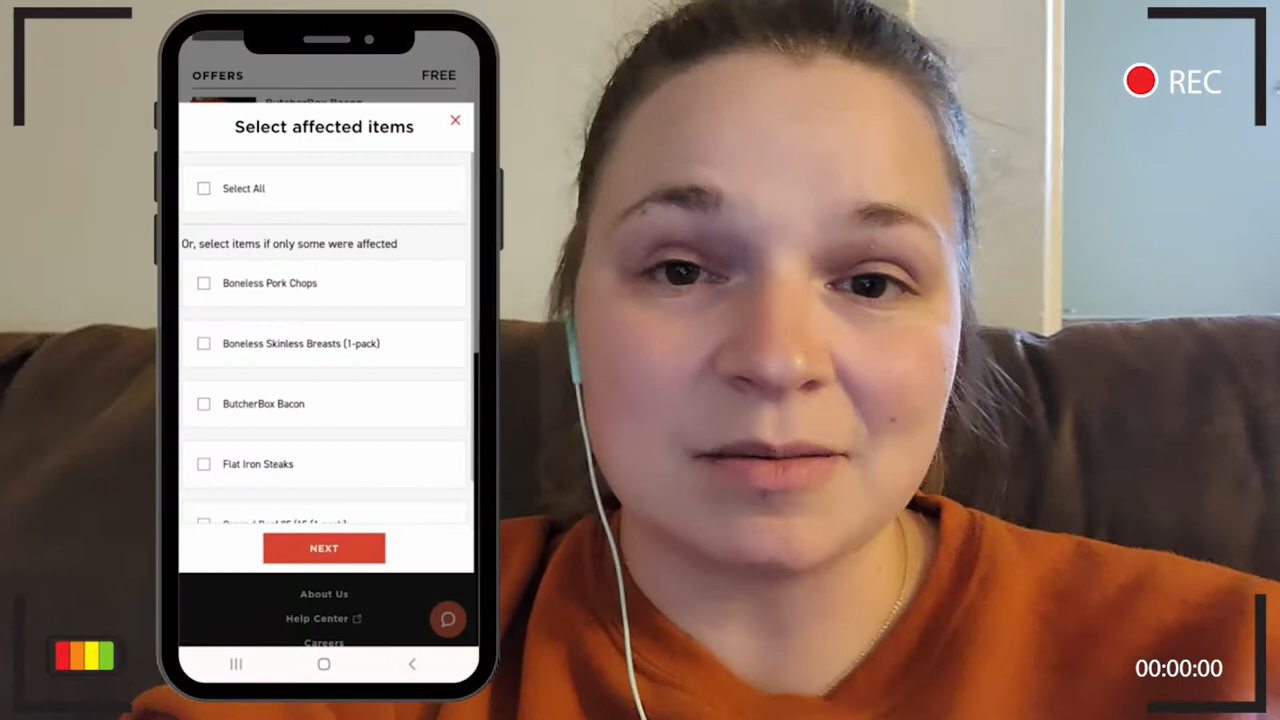 OFFERS FREE
ButcherBox Bacon
Select affected items
Select All
Or, select items if only some were affected
Boneless Pork Chops
Boneless Skinless Breasts (1-pack)
ButcherBox Bacon
Flat Iron Steaks
NEXT
About Us
Help Center
Careers
REC
00:00:00